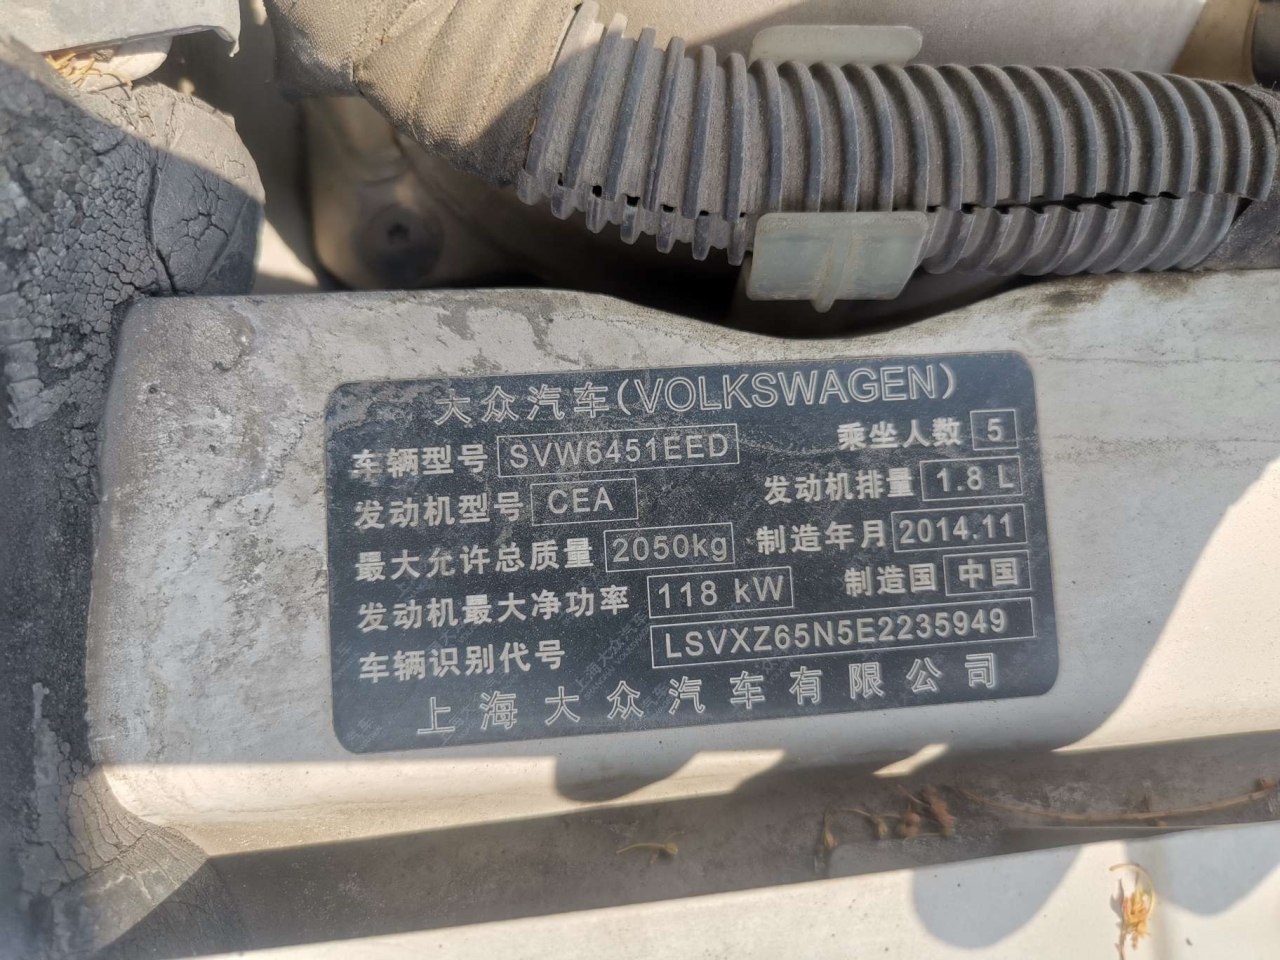 大众汽车(VOLKSWAGEN)
车辆型号 SVW6451EED 乘坐人数 5
发动机型号 CEA 发动机排量 1.8 L
最大允许总质量 2050kg 制造年月 2014.11
发动机最大净功率 118 kW 制造国 中国
车辆识别代号 LSVXZ65N5E2235949
上海大众汽车有限公司